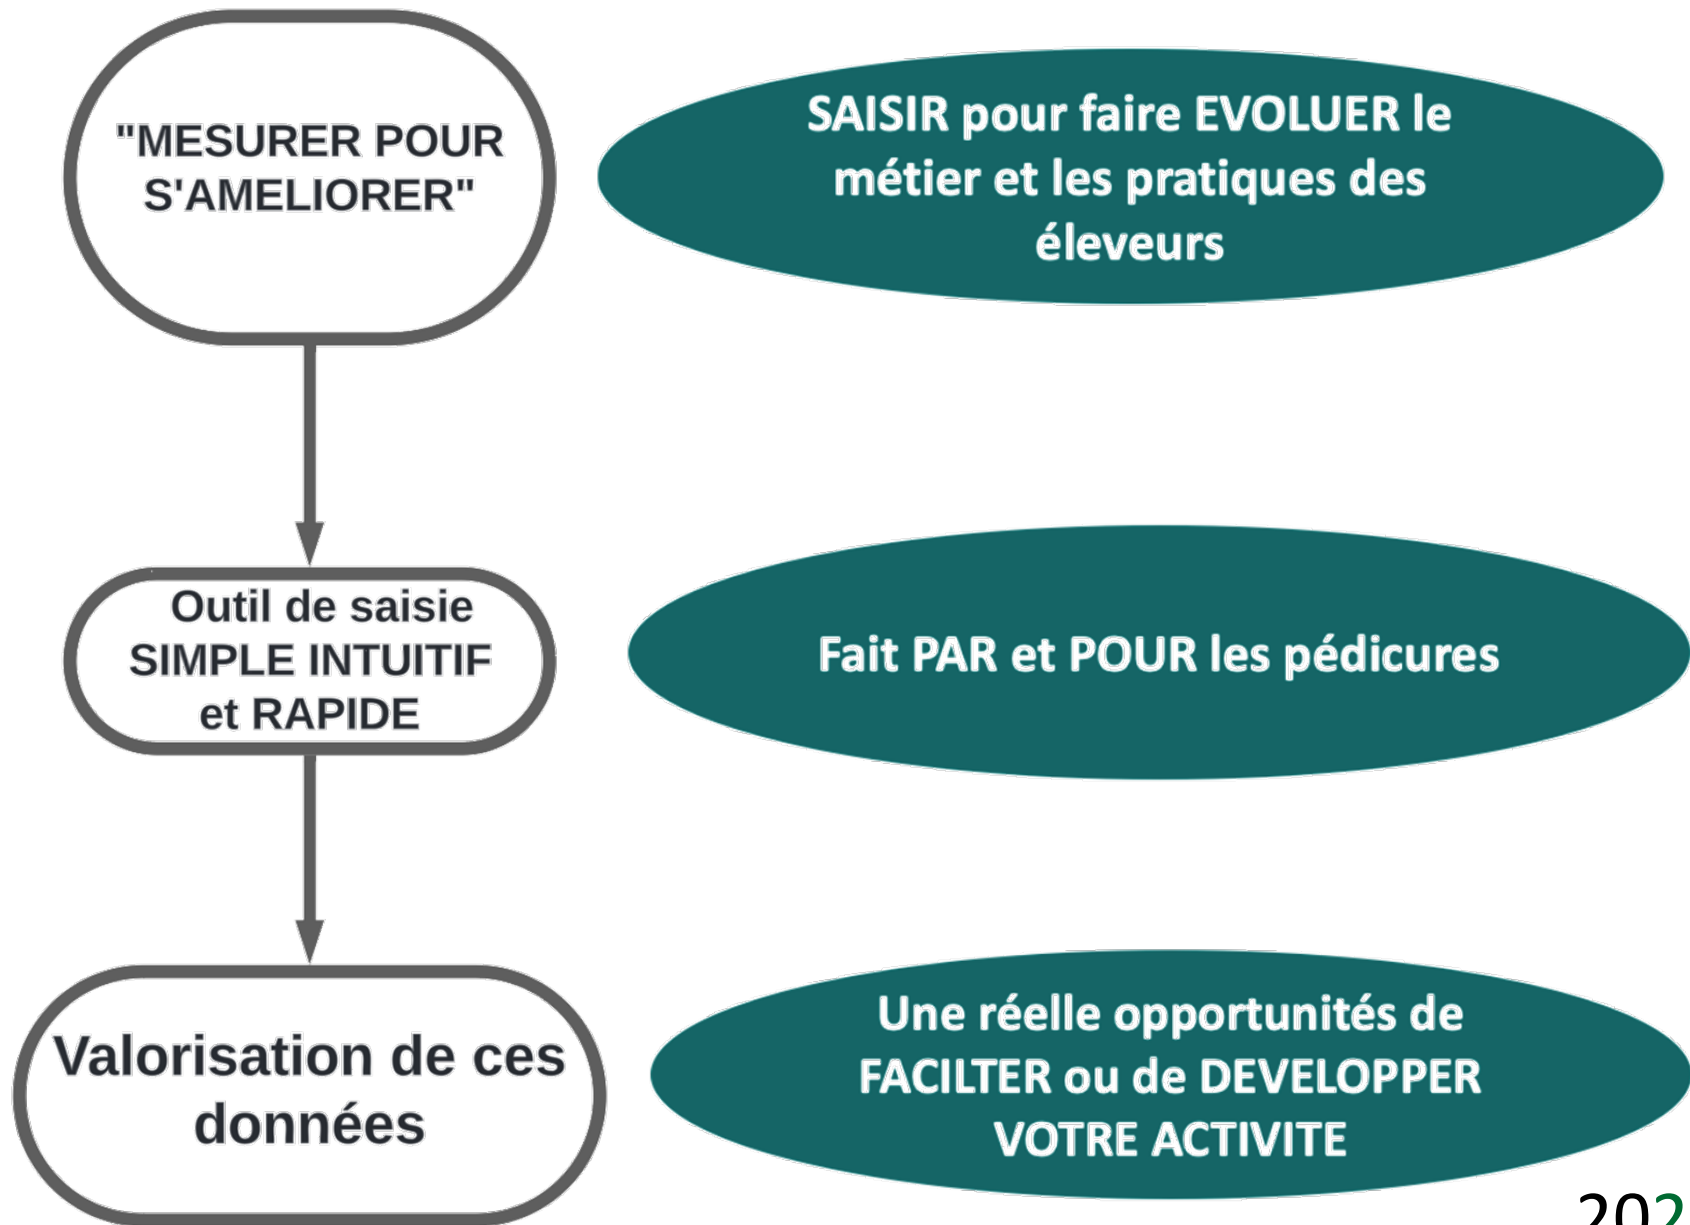 "MESURER POUR
S'AMELIORER"
SAISIR pour faire EVOLUER le
métier et les pratiques des
éleveurs
Outil de saisie
SIMPLE INTUITIF
et RAPIDE
Fait PAR et POUR les pédicures
Valorisation de ces
données
Une réelle opportunités de
FACILTER ou de DEVELOPPER
VOTRE ACTIVITE
202